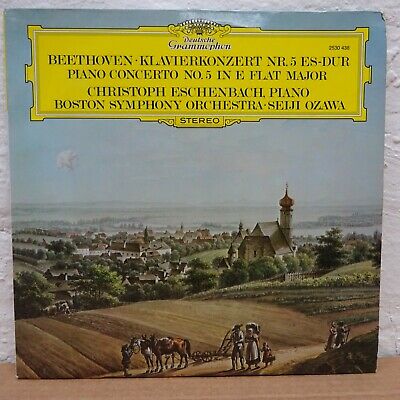 Deutsche
Grammophon
2530 438
BEETHOVEN · KLAVIERKONZERT NR. 5 ES-DUR
PIANO CONCERTO NO. 5 IN E FLAT MAJOR
CHRISTOPH ESCHENBACH, PIANO
BOSTON SYMPHONY ORCHESTRA · SEIJI OZAWA
STEREO